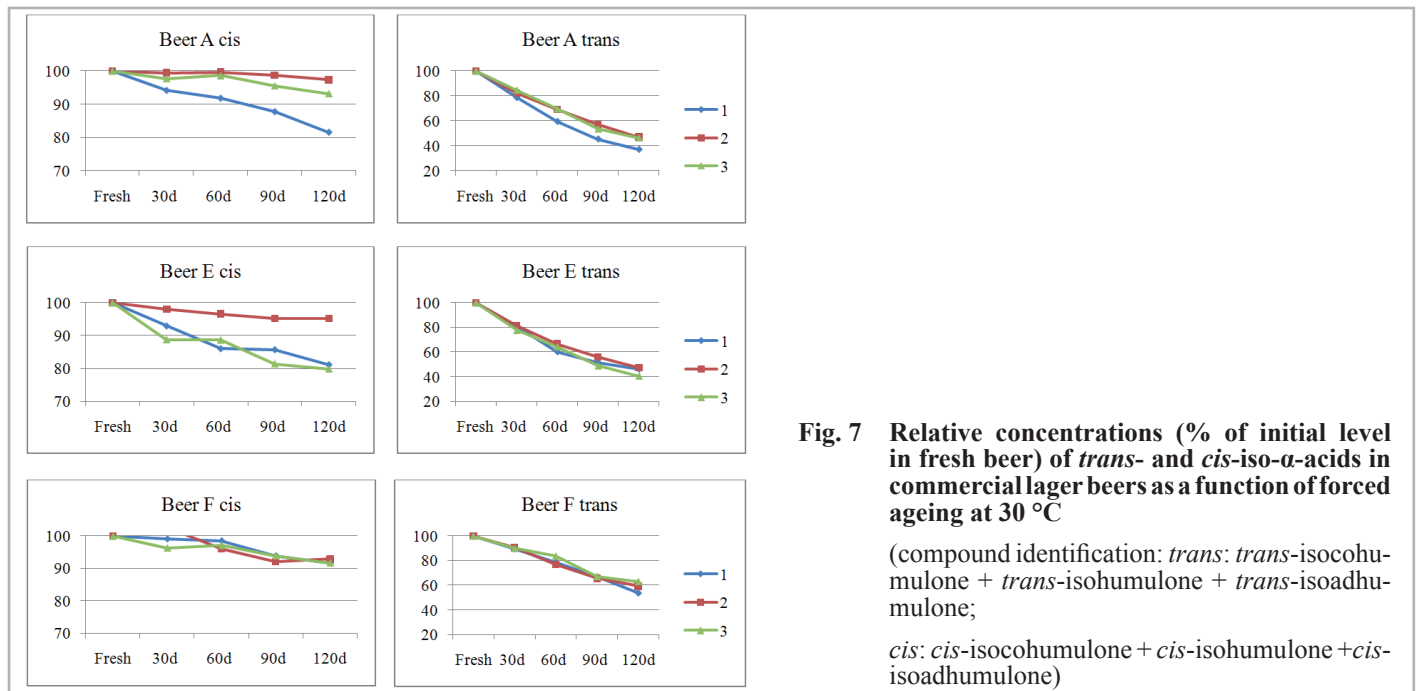 Beer A cis
100
90
80
70
Fresh 30d 60d 90d 120d
Beer A trans
100
80
60
40
20
Fresh 30d 60d 90d 120d
1
2
3
Beer E cis
100
90
80
70
Fresh 30d 60d 90d 120d
Beer E trans
100
80
60
40
20
Fresh 30d 60d 90d 120d
1
2
3
Beer F cis
100
90
80
70
Fresh 30d 60d 90d 120d
Beer F trans
100
80
60
40
20
Fresh 30d 60d 90d 120d
1
2
3
Fig. 7 Relative concentrations (% of initial level
in fresh beer) of trans- and cis-iso-α-acids in
commercial lager beers as a function of forced
ageing at 30 °C
(compound identification: trans: trans-isocohu-
mulone + trans-isohumulone + trans-isoadhu-
mulone;
cis: cis-isocohumulone + cis-isohumulone +cis-
isoadhumulone)